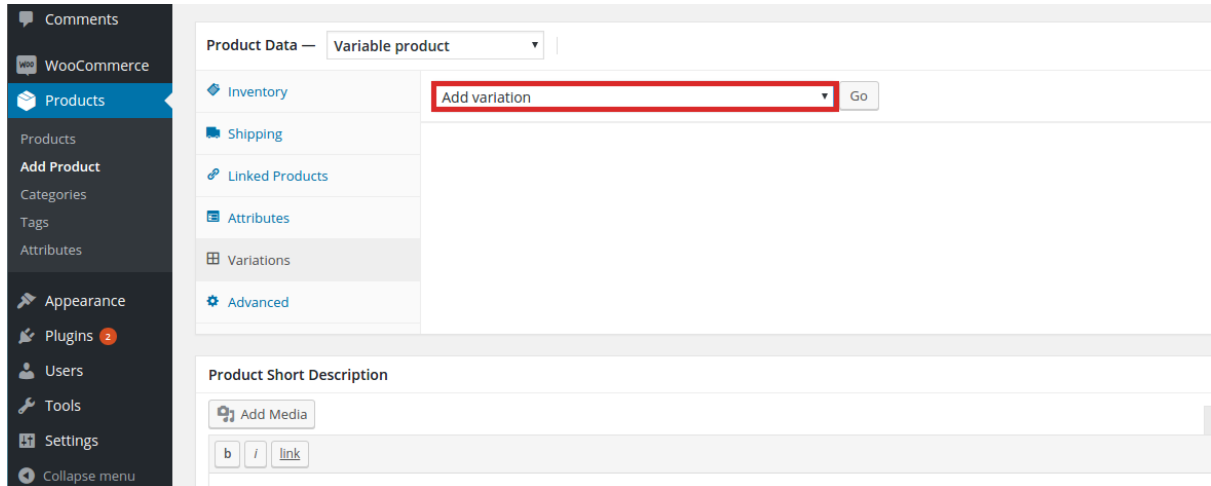 Comments
WooCommerce
Products
Products
Add Product
Categories
Tags
Attributes
Appearance
Plugins 2
Users
Tools
Settings
Collapse menu
Product Data — Variable product
Inventory
Shipping
Linked Products
Attributes
Variations
Advanced
Add variation Go
Product Short Description
Add Media
b i link